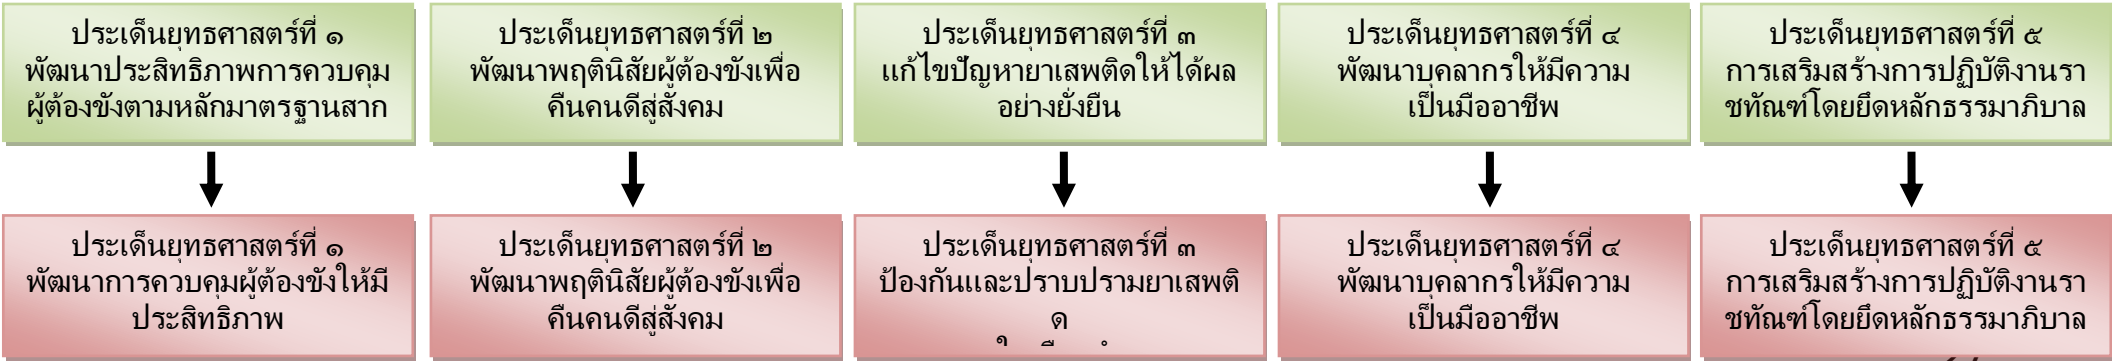 ประเด็นยุทธศาสตร์ที่ ๑
พัฒนาประสิทธิภาพการควบคุม
ผู้ต้องขังตามหลักมาตรฐานสาก
ประเด็นยุทธศาสตร์ที่ ๒
พัฒนาพฤตินิสัยผู้ต้องขังเพื่อ
คืนคนดีสู่สังคม
ประเด็นยุทธศาสตร์ที่ ๓
แก้ไขปัญหายาเสพติดให้ได้ผล
อย่างยั่งยืน
ประเด็นยุทธศาสตร์ที่ ๔
พัฒนาบุคลากรให้มีความ
เป็นมืออาชีพ
ประเด็นยุทธศาสตร์ที่ ๕
การเสริมสร้างการปฏิบัติงานรา
ชทัณฑ์โดยยึดหลักธรรมาภิบาล
ประเด็นยุทธศาสตร์ที่ ๑
พัฒนาการควบคุมผู้ต้องขังให้มี
ประสิทธิภาพ
ประเด็นยุทธศาสตร์ที่ ๒
พัฒนาพฤตินิสัยผู้ต้องขังเพื่อ
คืนคนดีสู่สังคม
ประเด็นยุทธศาสตร์ที่ ๓
ป้องกันและปราบปรามยาเสพติ
ด
ประเด็นยุทธศาสตร์ที่ ๔
พัฒนาบุคลากรให้มีความ
เป็นมืออาชีพ
ประเด็นยุทธศาสตร์ที่ ๕
การเสริมสร้างการปฏิบัติงานรา
ชทัณฑ์โดยยึดหลักธรรมาภิบาล